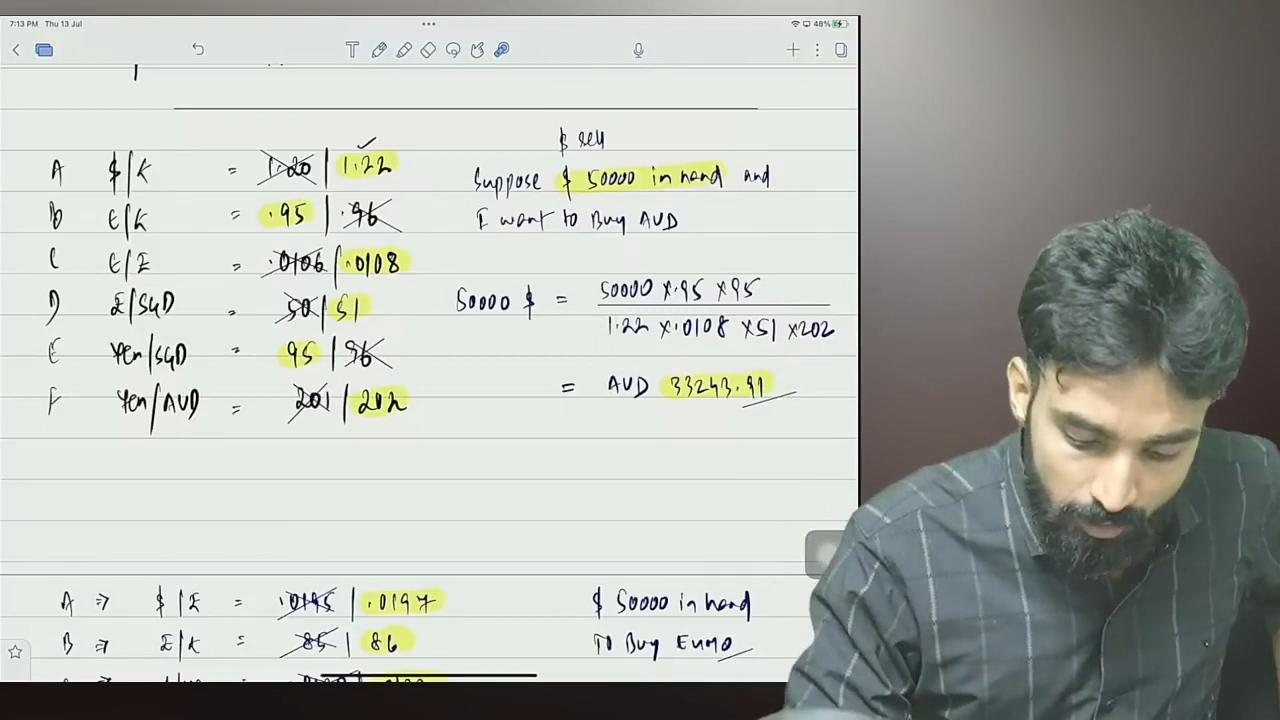 7:13 PM Thu 13 Jul
48%
A $/K = 1.20 | 1.22
B €/K = .95 | .96
C €/£ = .0106 | .0108
D £/SGD = 50 | 51
E Yen/SGD = 95 | 96
F Yen/AUD = 201 | 202
$ sell
Suppose $ 50000 in hand and
I want to Buy AUD
50000 $ = 50000 × .95 × 95
1.22 × .0108 × 51 × 202
= AUD 33243.91
A ⇒ $/£ = .0195 | .0197
B ⇒ £/K = 85 | 86
$ 50000 in hand
To Buy EURO